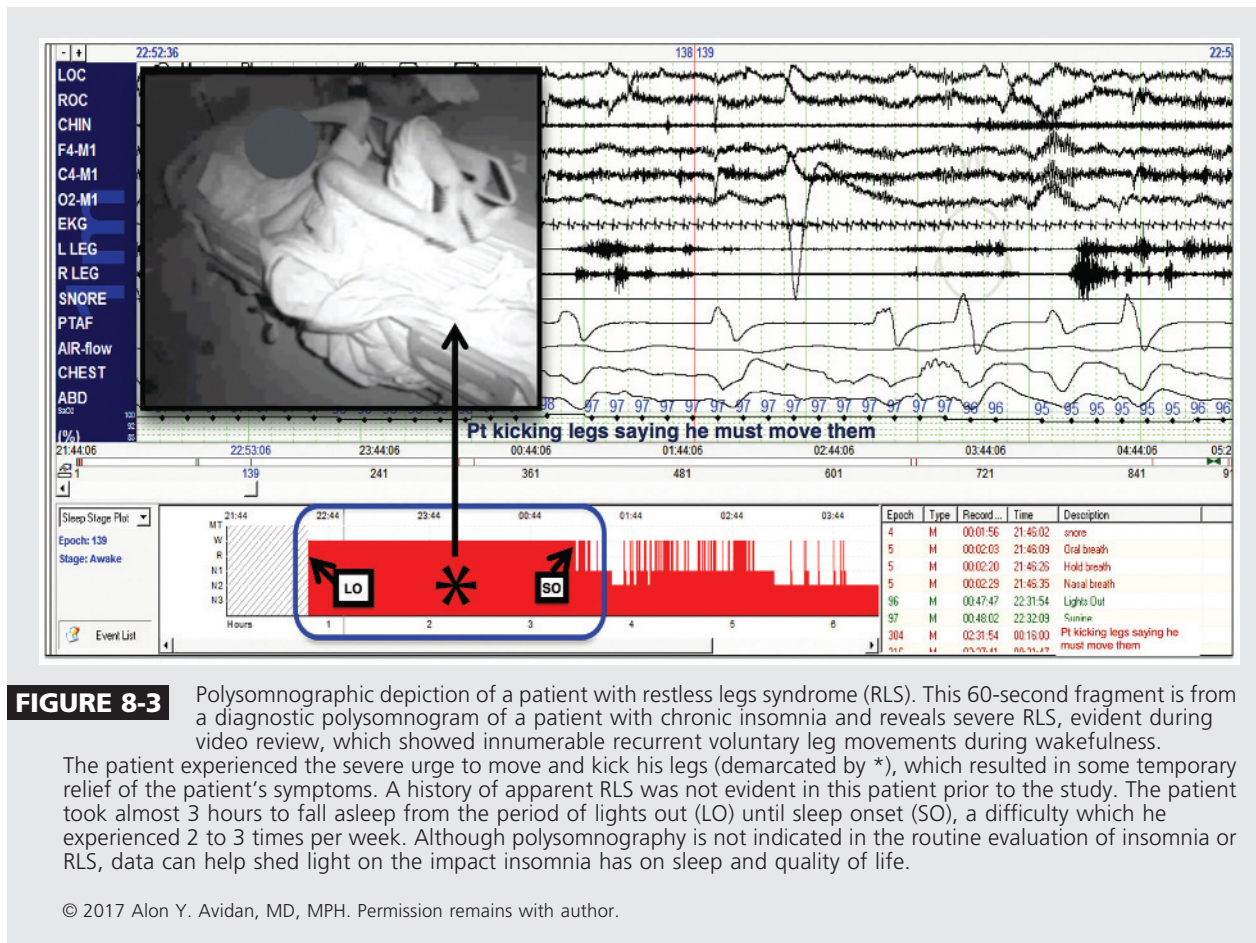 - +
22:52:36
138 139
22:5
LOC
ROC
CHIN
F4-M1
C4-M1
O2-M1
EKG
L LEG
R LEG
SNORE
PTAF
AIR-flow
CHEST
ABD
SaO2
100
92
(%)
98 97 97 97 97 97 97 97 97 97 97 97 97 97 97 97 96 96 95 95 95 95 95 96 96
Pt kicking legs saying he must move them
21:44:06 22:53:06 23:44:06 00:44:06 01:44:06 02:44:06 03:44:06 04:44:06 05:2
1 139 241 361 481 601 721 841 9
Sleep Stage Plot
Epoch: 139
Stage: Awake
Event List
21:44 22:44 23:44 00:44 01:44 02:44 03:44
MT
W
R
N1
N2
N3
LO
*
SO
Hours 1 2 3 4 5 6
Epoch Type Record... Time Description
4 M 00:01:56 21:46:02 snore
5 M 00:02:03 21:46:09 Oral breath
5 M 00:02:20 21:46:26 Hold breath
5 M 00:02:29 21:46:35 Nasal breath
96 M 00:47:47 22:31:54 Lights Out
97 M 00:48:02 22:32:09 Supine
304 M 02:31:54 00:16:00 Pt kicking legs saying he
must move them
FIGURE 8-3
Polysomnographic depiction of a patient with restless legs syndrome (RLS). This 60-second fragment is from
a diagnostic polysomnogram of a patient with chronic insomnia and reveals severe RLS, evident during
video review, which showed innumerable recurrent voluntary leg movements during wakefulness.
The patient experienced the severe urge to move and kick his legs (demarcated by *), which resulted in some temporary
relief of the patient's symptoms. A history of apparent RLS was not evident in this patient prior to the study. The patient
took almost 3 hours to fall asleep from the period of lights out (LO) until sleep onset (SO), a difficulty which he
experienced 2 to 3 times per week. Although polysomnography is not indicated in the routine evaluation of insomnia or
RLS, data can help shed light on the impact insomnia has on sleep and quality of life.
© 2017 Alon Y. Avidan, MD, MPH. Permission remains with author.